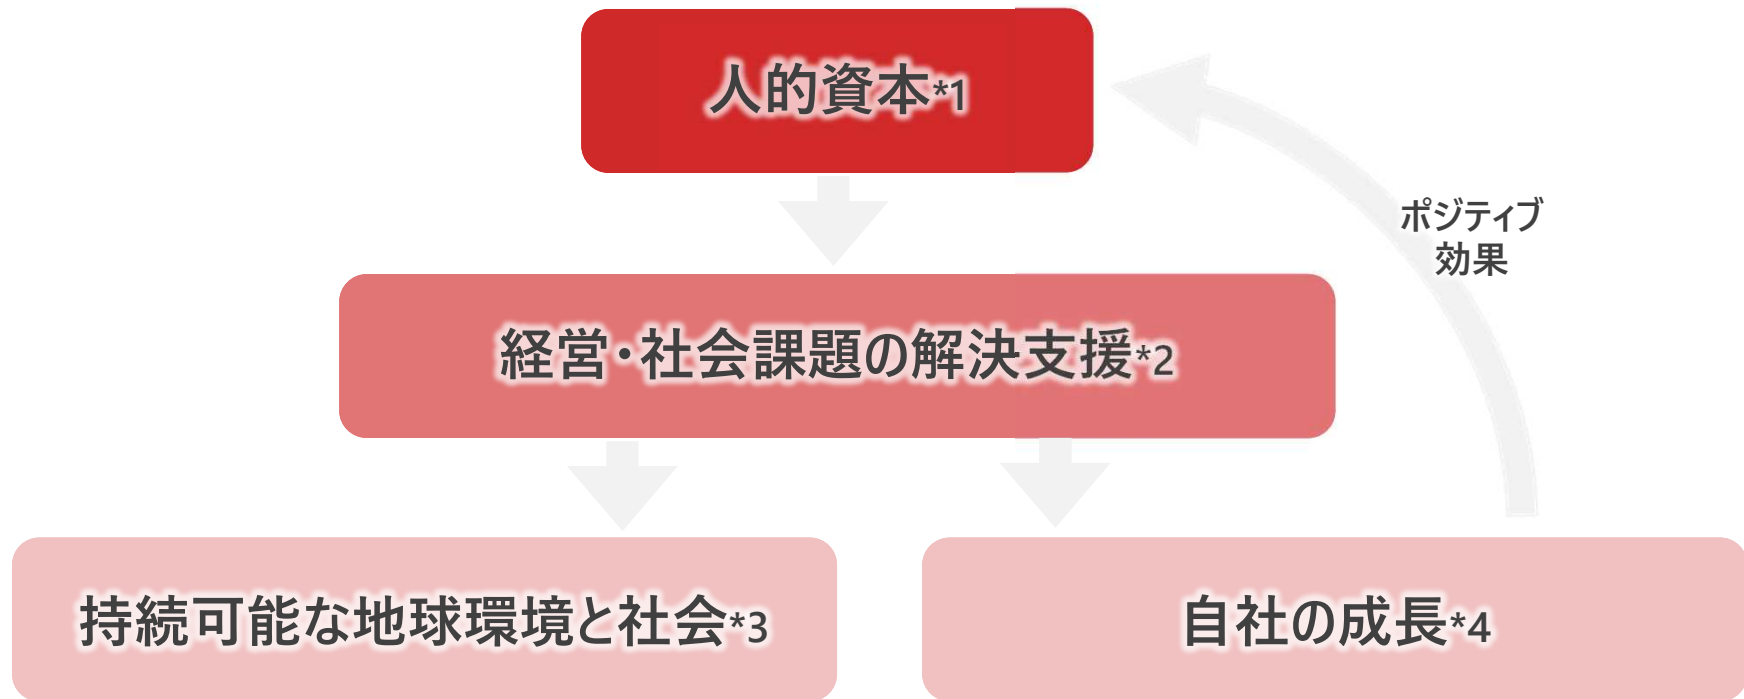 人的資本*1
ポジティブ
効果
経営・社会課題の解決支援*2
持続可能な地球環境と社会*3
自社の成長*4